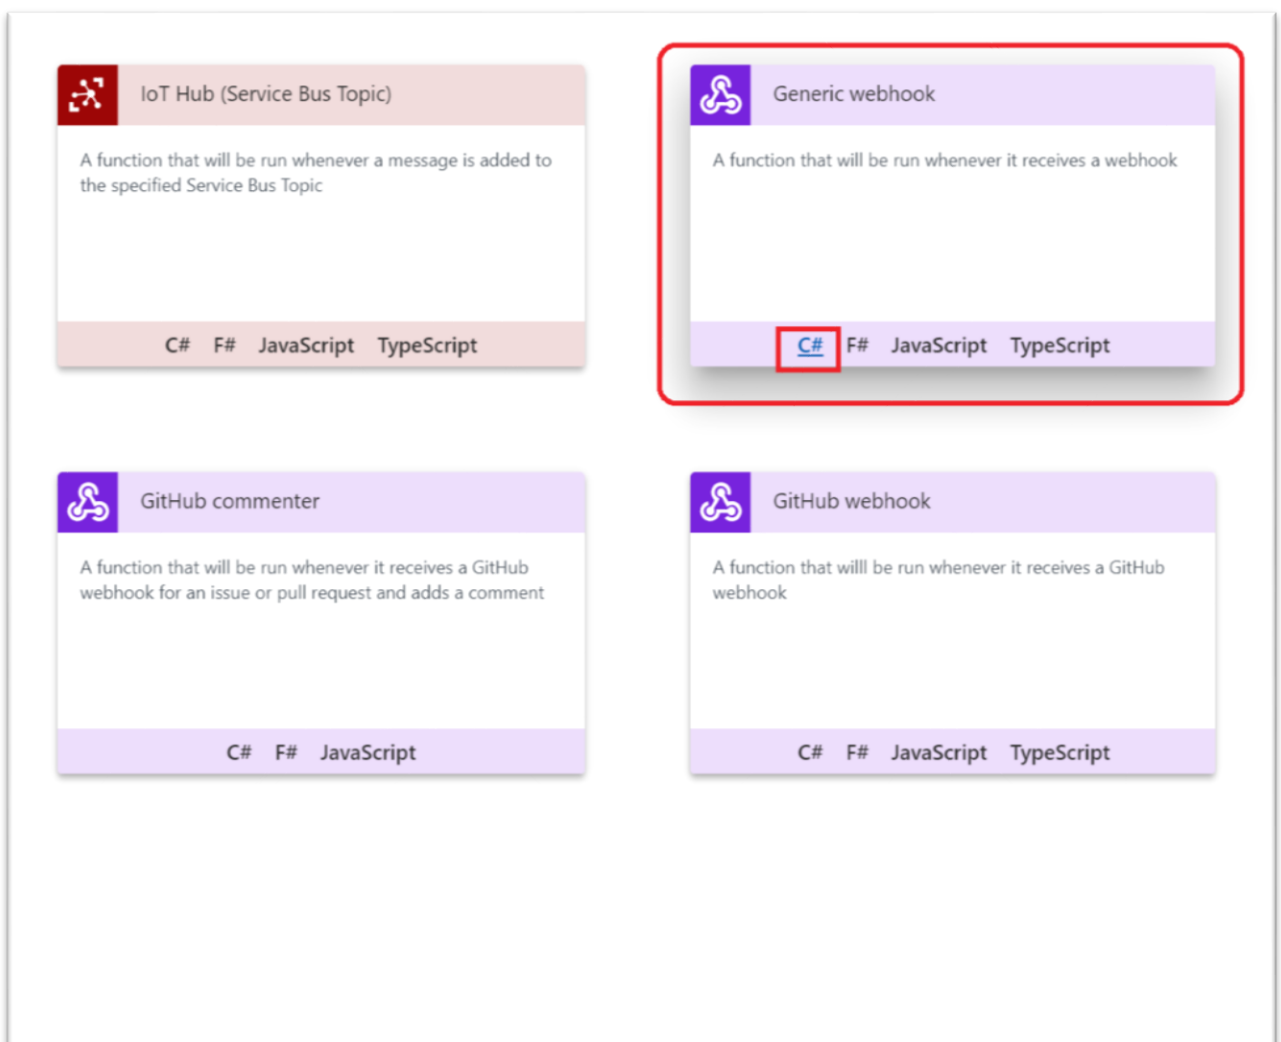 IoT Hub (Service Bus Topic)
A function that will be run whenever a message is added to
the specified Service Bus Topic
C# F# JavaScript TypeScript
Generic webhook
A function that will be run whenever it receives a webhook
C# F# JavaScript TypeScript
GitHub commenter
A function that will be run whenever it receives a GitHub
webhook for an issue or pull request and adds a comment
C# F# JavaScript
GitHub webhook
A function that willl be run whenever it receives a GitHub
webhook
C# F# JavaScript TypeScript